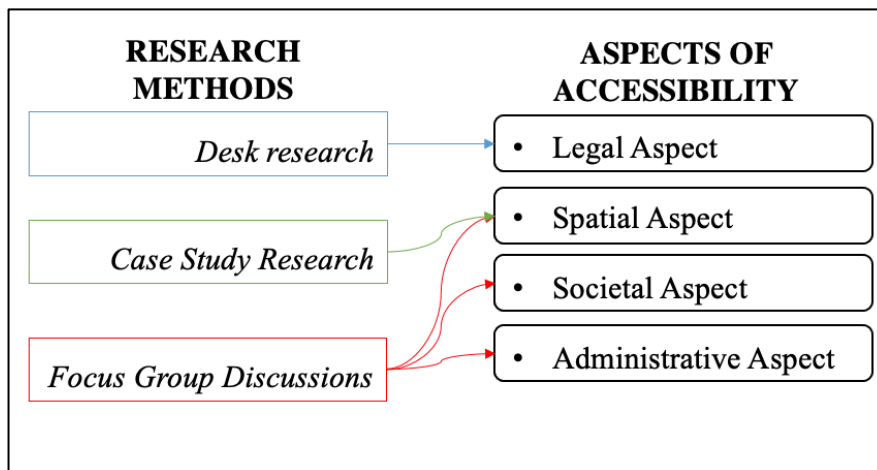 RESEARCH
METHODS
Desk research
Case Study Research
Focus Group Discussions
ASPECTS OF
ACCESSIBILITY
• Legal Aspect
• Spatial Aspect
• Societal Aspect
• Administrative Aspect